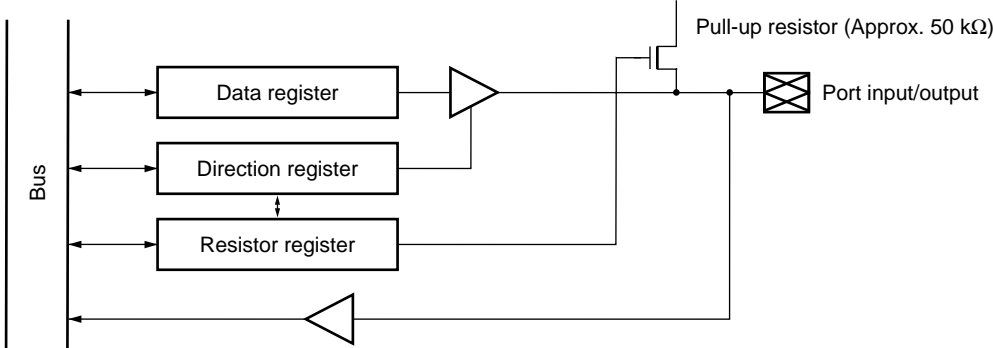 Pull-up resistor (Approx. 50 kΩ)
Data register
Port input/output
Direction register
Bus
Resistor register